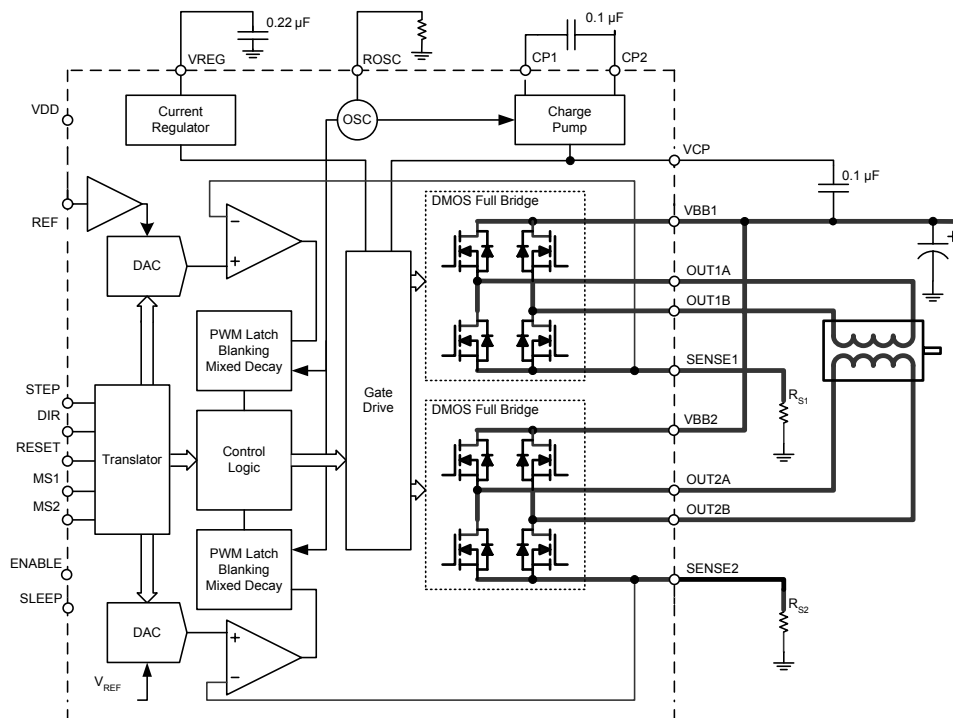 0.22 µF
0.1 µF
VREG
ROSC
CP1
CP2
VDD
Current
Regulator
OSC
Charge
Pump
VCP
0.1 µF
REF
DMOS Full Bridge
VBB1
+
−
+
DAC
OUT1A
OUT1B
PWM Latch
Blanking
Mixed Decay
SENSE1
Gate
Drive
STEP
DIR
RESET
MS1
MS2
Translator
Control
Logic
DMOS Full Bridge
RS1
VBB2
OUT2A
OUT2B
PWM Latch
Blanking
Mixed Decay
ENABLE
SLEEP
SENSE2
RS2
DAC
+
−
VREF